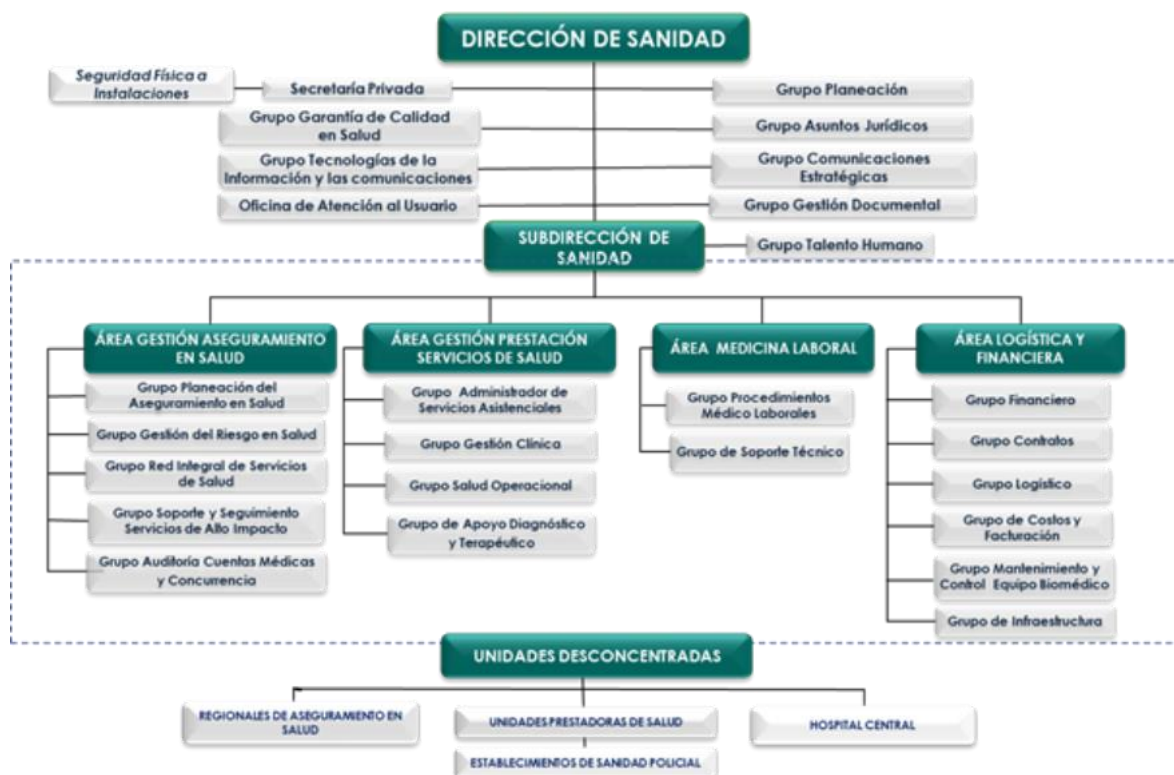 DIRECCIÓN DE SANIDAD
Seguridad Física a
Instalaciones
Secretaría Privada
Grupo Planeación
Grupo Garantía de Calidad
en Salud
Grupo Asuntos Jurídicos
Grupo Tecnologías de la
Información y las comunicaciones
Grupo Comunicaciones
Estratégicas
Oficina de Atención al Usuario
Grupo Gestión Documental
SUBDIRECCIÓN DE
SANIDAD
Grupo Talento Humano
ÁREA GESTIÓN ASEGURAMIENTO
EN SALUD
Grupo Planeación del
Aseguramiento en Salud
Grupo Gestión del Riesgo en Salud
Grupo Red Integral de Servicios
de Salud
Grupo Soporte y Seguimiento
Servicios de Alto Impacto
Grupo Auditoría Cuentas Médicas
y Concurrencia
ÁREA GESTIÓN PRESTACIÓN
SERVICIOS DE SALUD
Grupo Administrador de
Servicios Asistenciales
Grupo Gestión Clínica
Grupo Salud Operacional
Grupo de Apoyo Diagnóstico
y Terapéutico
ÁREA MEDICINA LABORAL
Grupo Procedimientos
Médico Laborales
Grupo de Soporte Técnico
ÁREA LOGÍSTICA Y
FINANCIERA
Grupo Financiero
Grupo Contratos
Grupo Logístico
Grupo de Costos y
Facturación
Grupo Mantenimiento y
Control Equipo Biomédico
Grupo de Infraestructura
UNIDADES DESCONCENTRADAS
REGIONALES DE ASEGURAMIENTO EN
SALUD
UNIDADES PRESTADORAS DE SALUD
HOSPITAL CENTRAL
ESTABLECIMIENTOS DE SANIDAD POLICIAL